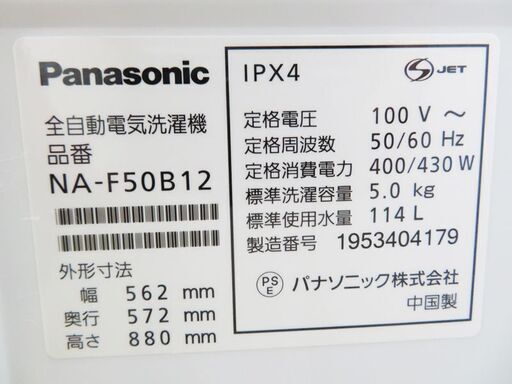 Panasonic
全自動電気洗濯機
品番
NA-F50B12
外形寸法
幅 562 mm
奥行 572 mm
高さ 880 mm
IPX4
S JET
定格電圧 100 V ～
定格周波数 50/60 Hz
定格消費電力 400/430 W
標準洗濯容量 5.0 kg
標準使用水量 114 L
製造番号 1953404179
PS E パナソニック株式会社
中国製